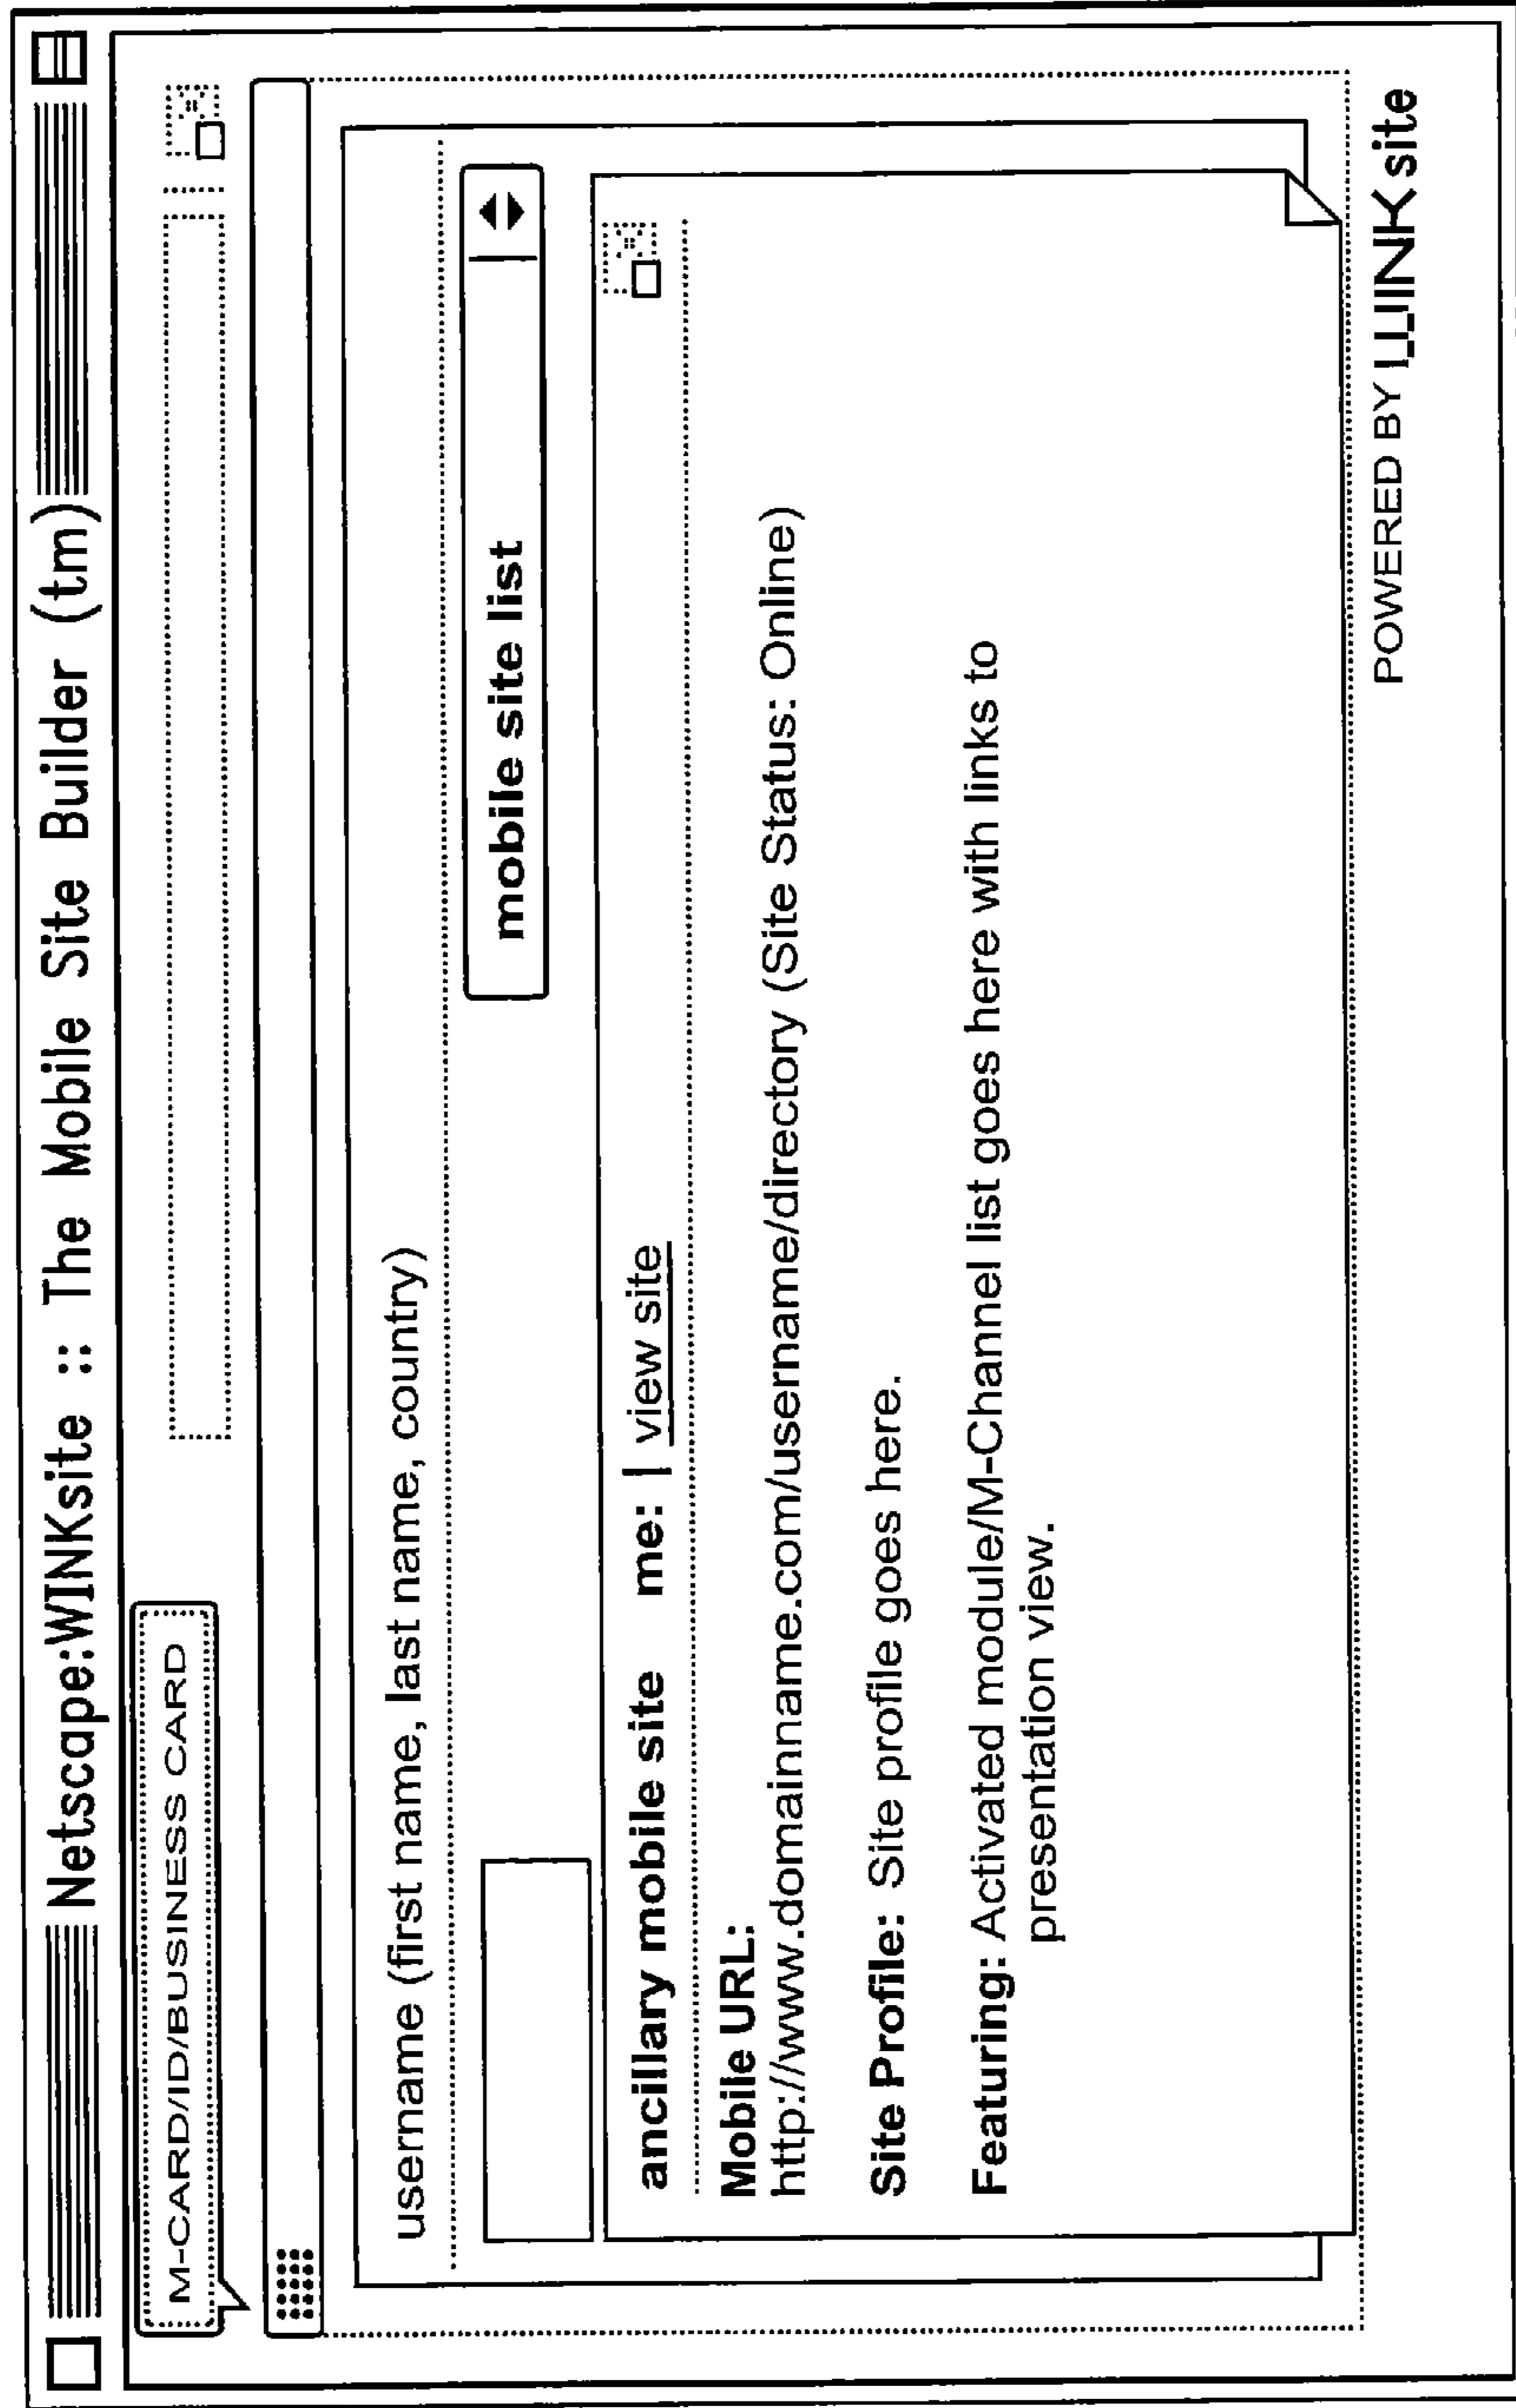 Netscape:WINKsite :: The Mobile Site Builder (tm)
M-CARD/ID/BUSINESS CARD
username (first name, last name, country)
mobile site list
ancillary mobile site me: | view site
Mobile URL:
http://www.domainname.com/username/directory (Site Status: Online)
Site Profile: Site profile goes here.
Featuring: Activated module/M-Channel list goes here with links to
presentation view.
POWERED BY WINKsite